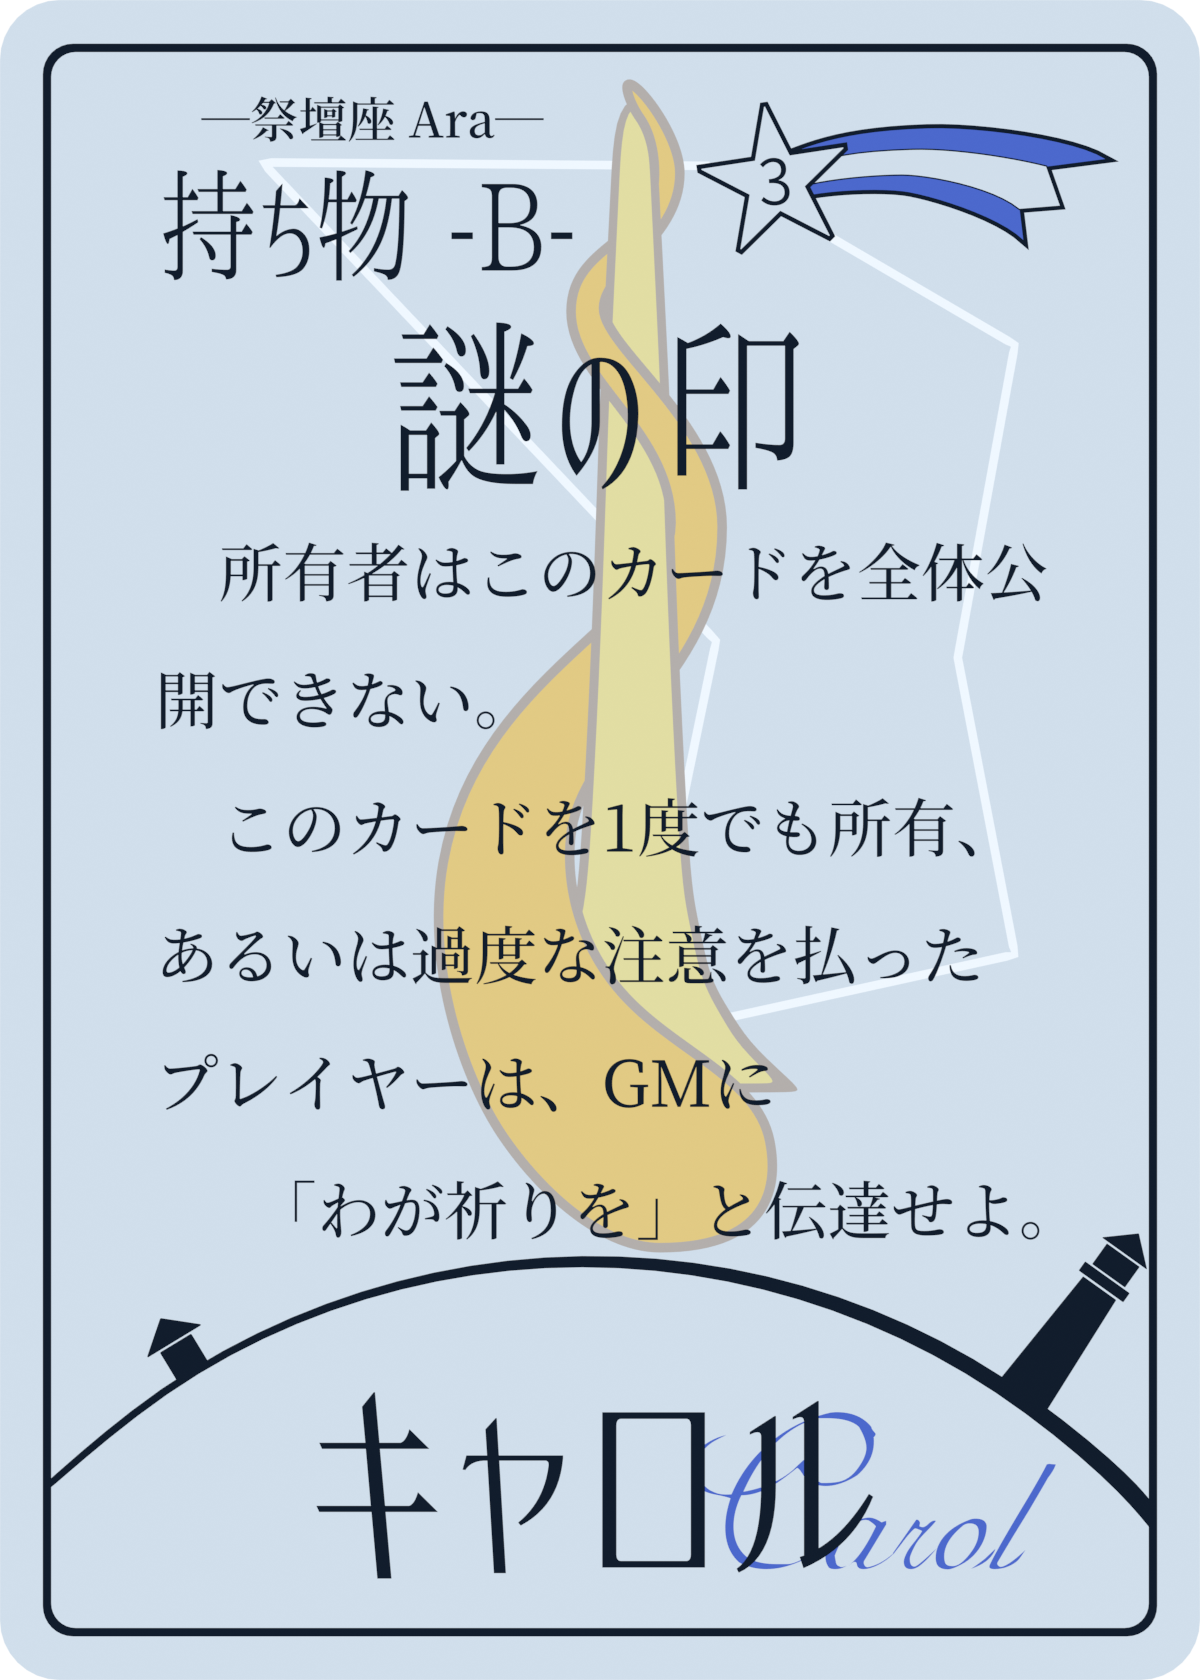 ―祭壇座 Ara―
3
持ち物 -B-
謎の印
所有者はこのカードを全体公
開できない。
このカードを1度でも所有、
あるいは過度な注意を払った
プレイヤーは、GMに
「わが祈りを」と伝達せよ。
キャロル
Carol